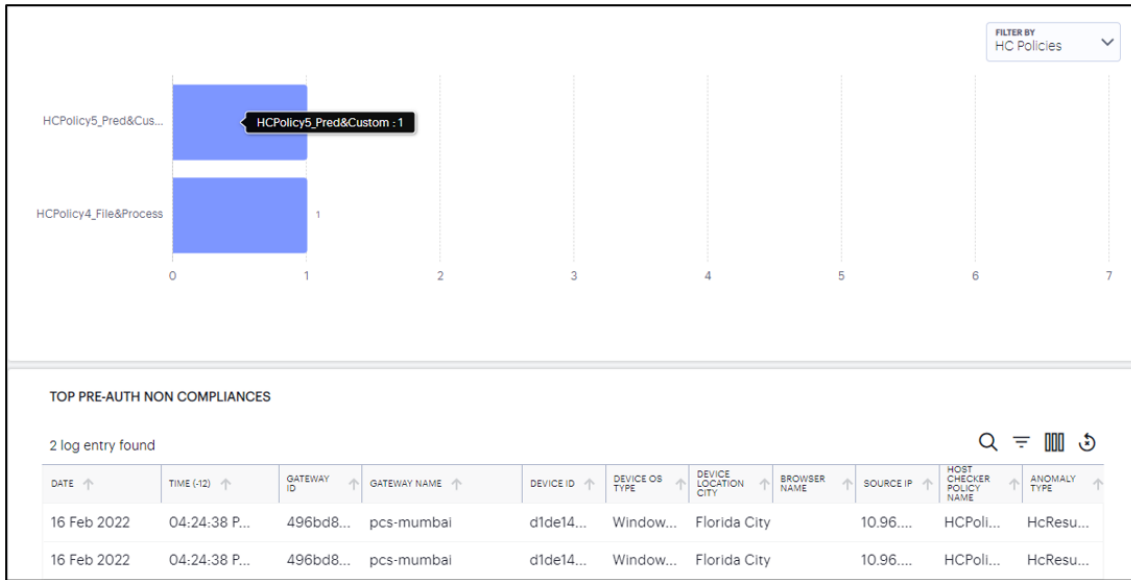 FILTER BY
HC Policies
HCPolicy5_Pred&Cus...
HCPolicy5_Pred&Custom : 1
HCPolicy4_File&Process
1
0 1 2 3 4 5 6 7
TOP PRE-AUTH NON COMPLIANCES
2 log entry found
DATE TIME (-12) GATEWAY ID GATEWAY NAME DEVICE ID DEVICE OS TYPE DEVICE LOCATION CITY BROWSER NAME SOURCE IP HOST CHECKER POLICY NAME ANOMALY TYPE
16 Feb 2022 04:24:38 P... 496bd8... pcs-mumbai d1de14... Window... Florida City 10.96.... HCPoli... HcResu...
16 Feb 2022 04:24:38 P... 496bd8... pcs-mumbai d1de14... Window... Florida City 10.96.... HCPoli... HcResu...